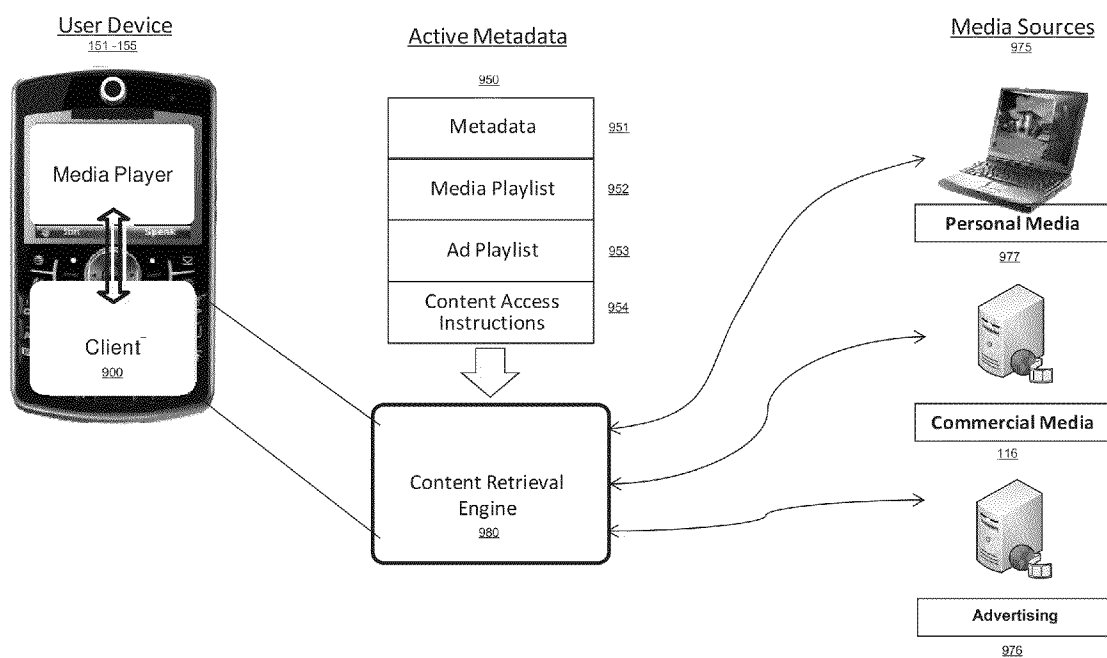 User Device
151 -155
Media Player
Client
900
Active Metadata
950
Metadata
951
Media Playlist
952
Ad Playlist
953
Content Access
Instructions
954
Content Retrieval
Engine
980
Media Sources
975
Personal Media
977
Commercial Media
116
Advertising
976